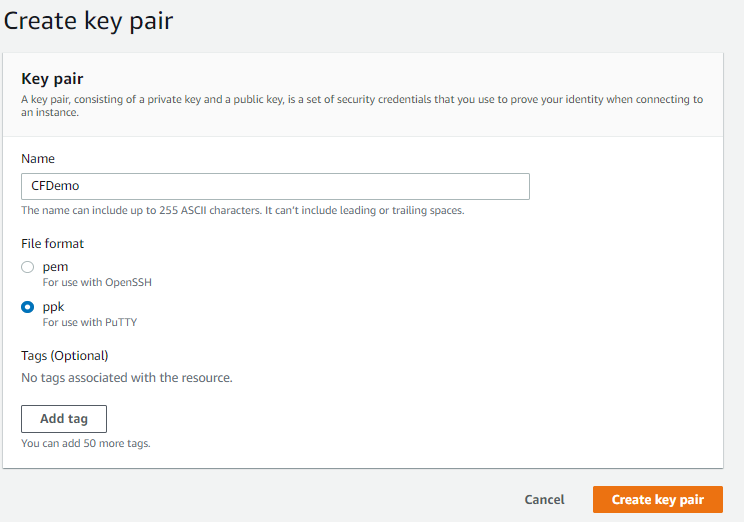 Create key pair
Key pair
A key pair, consisting of a private key and a public key, is a set of security credentials that you use to prove your identity when connecting to
an instance.
Name
CFDemo
The name can include up to 255 ASCII characters. It can't include leading or trailing spaces.
File format
pem
For use with OpenSSH
ppk
For use with PuTTY
Tags (Optional)
No tags associated with the resource.
Add tag
You can add 50 more tags.
Cancel
Create key pair